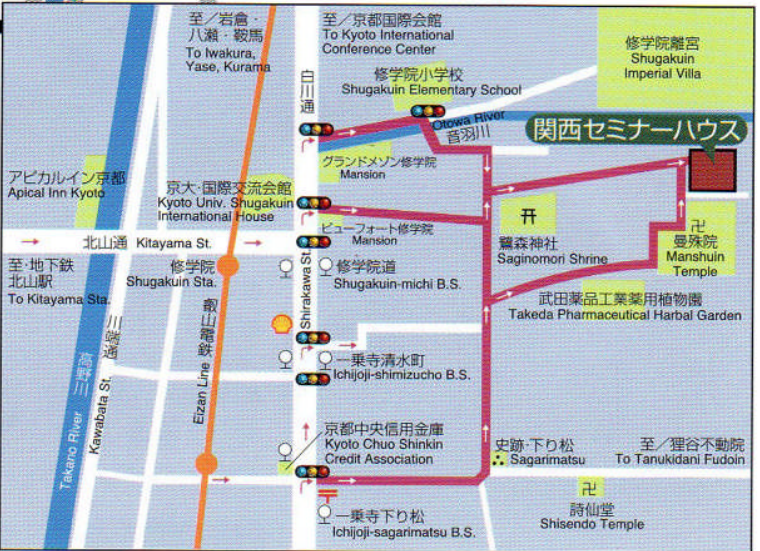 至／岩倉・
八瀬・鞍馬
To Iwakura,
Yase, Kurama
至／京都国際会館
To Kyoto International
Conference Center
修学院離宮
Shugakuin
Imperial Villa
白川通
修学院小学校
Shugakuin Elementary School
Otowa River
音羽川
関西セミナーハウス
アピカルイン京都
Apical Inn Kyoto
グランドメゾン修学院
Mansion
京大・国際交流会館
Kyoto Univ. Shugakuin
International House
ビューフォート修学院
Mansion
北山通 Kitayama St.
鷺森神社
Saginomori Shrine
卍
曼殊院
Manshuin
Temple
至・地下鉄
北山駅
To Kitayama Sta.
修学院
Shugakuin Sta.
Shirakawa St.
修学院道
Shugakuin-michi B.S.
武田薬品工業薬用植物園
Takeda Pharmaceutical Harbal Garden
川端通
叡山電鉄
Eizan Line
高野川
Takano River
Kawabata St.
一乗寺清水町
Ichijoji-shimizucho B.S.
京都中央信用金庫
Kyoto Chuo Shinkin
Credit Association
史跡・下り松
Sagarimatsu
至／狸谷不動院
To Tanukidani Fudoin
卍
詩仙堂
Shisendo Temple
一乗寺下り松
Ichijoji-sagarimatsu B.S.